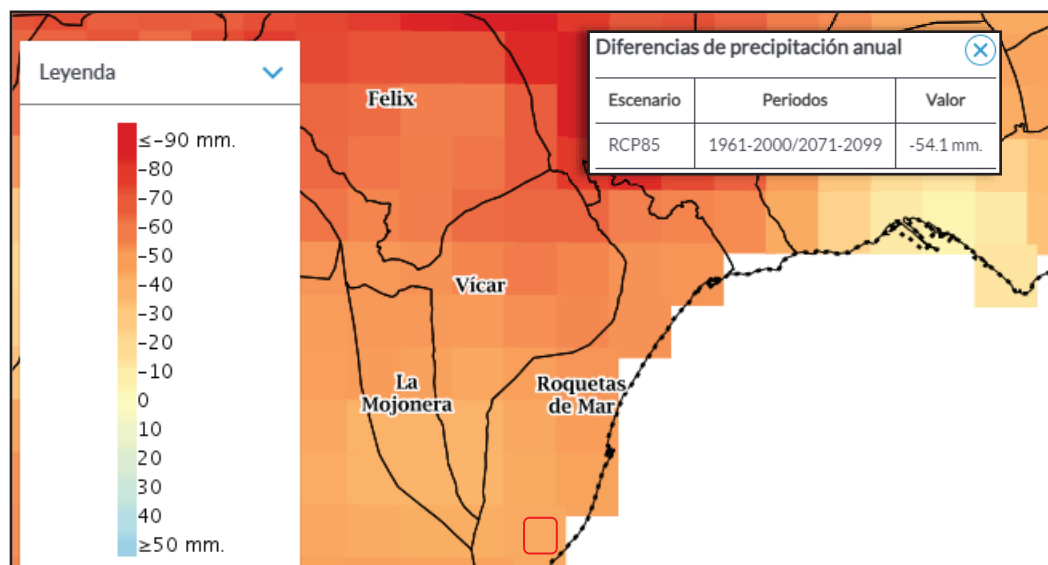 Leyenda
≤-90 mm.
-80
-70
-60
-50
-40
-30
-20
-10
0
10
20
30
40
≥50 mm.
Felix
Vícar
La
Mojonera
Roquetas
de Mar
Diferencias de precipitación anual
Escenario Periodos Valor
RCP85 1961-2000/2071-2099 -54.1 mm.